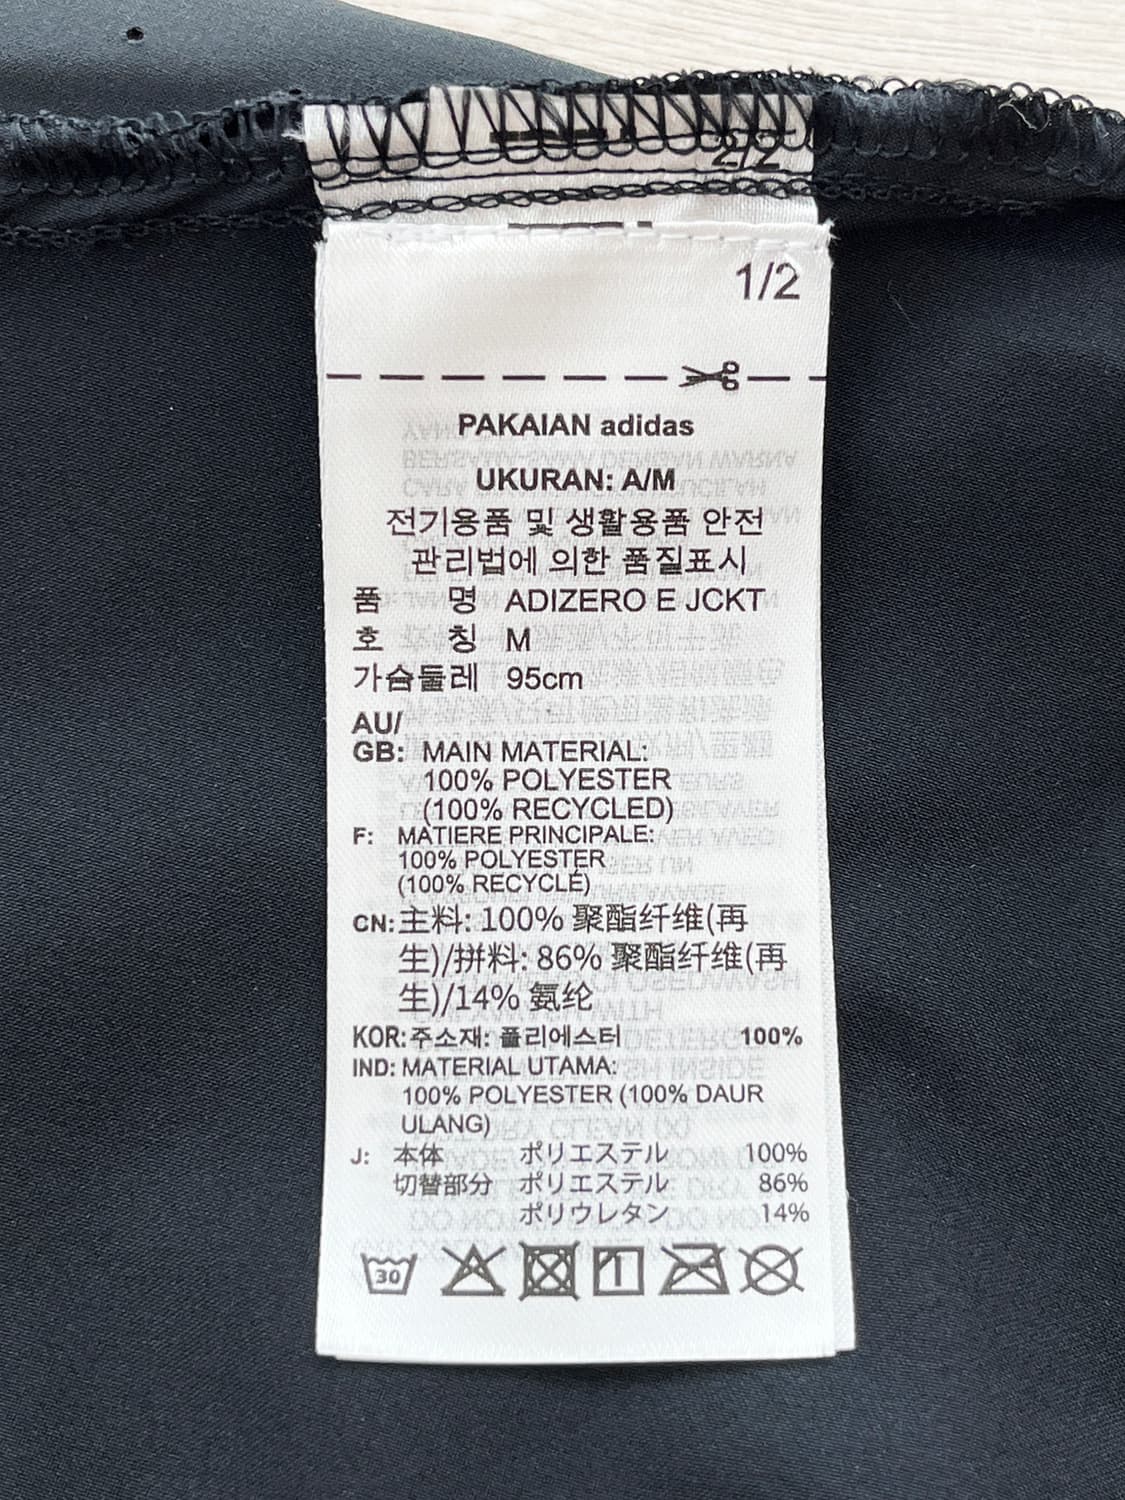 2/2
1/2
PAKAIAN adidas
UKURAN: A/M
전기용품 및 생활용품 안전
관리법에 의한 품질표시
품 명 ADIZERO E JCKT
호 칭 M
가슴둘레 95cm
AU/
GB: MAIN MATERIAL:
100% POLYESTER
(100% RECYCLED)
F: MATIERE PRINCIPALE:
100% POLYESTER
(100% RECYCLÉ)
CN: 主料: 100% 聚酯纤维(再
生)/拼料: 86% 聚酯纤维(再
生)/14% 氨纶
KOR: 주소재: 폴리에스터 100%
IND: MATERIAL UTAMA:
100% POLYESTER (100% DAUR
ULANG)
J: 本体 ポリエステル 100%
切替部分 ポリエステル 86%
ポリウレタン 14%
30